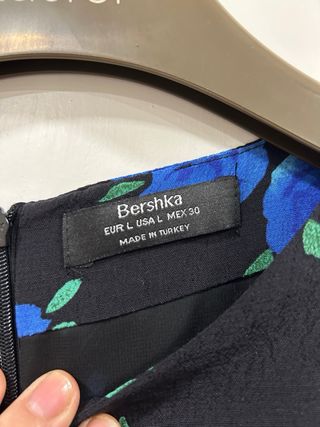 Bershka
EUR L USA L MEX 30
MADE IN TURKEY